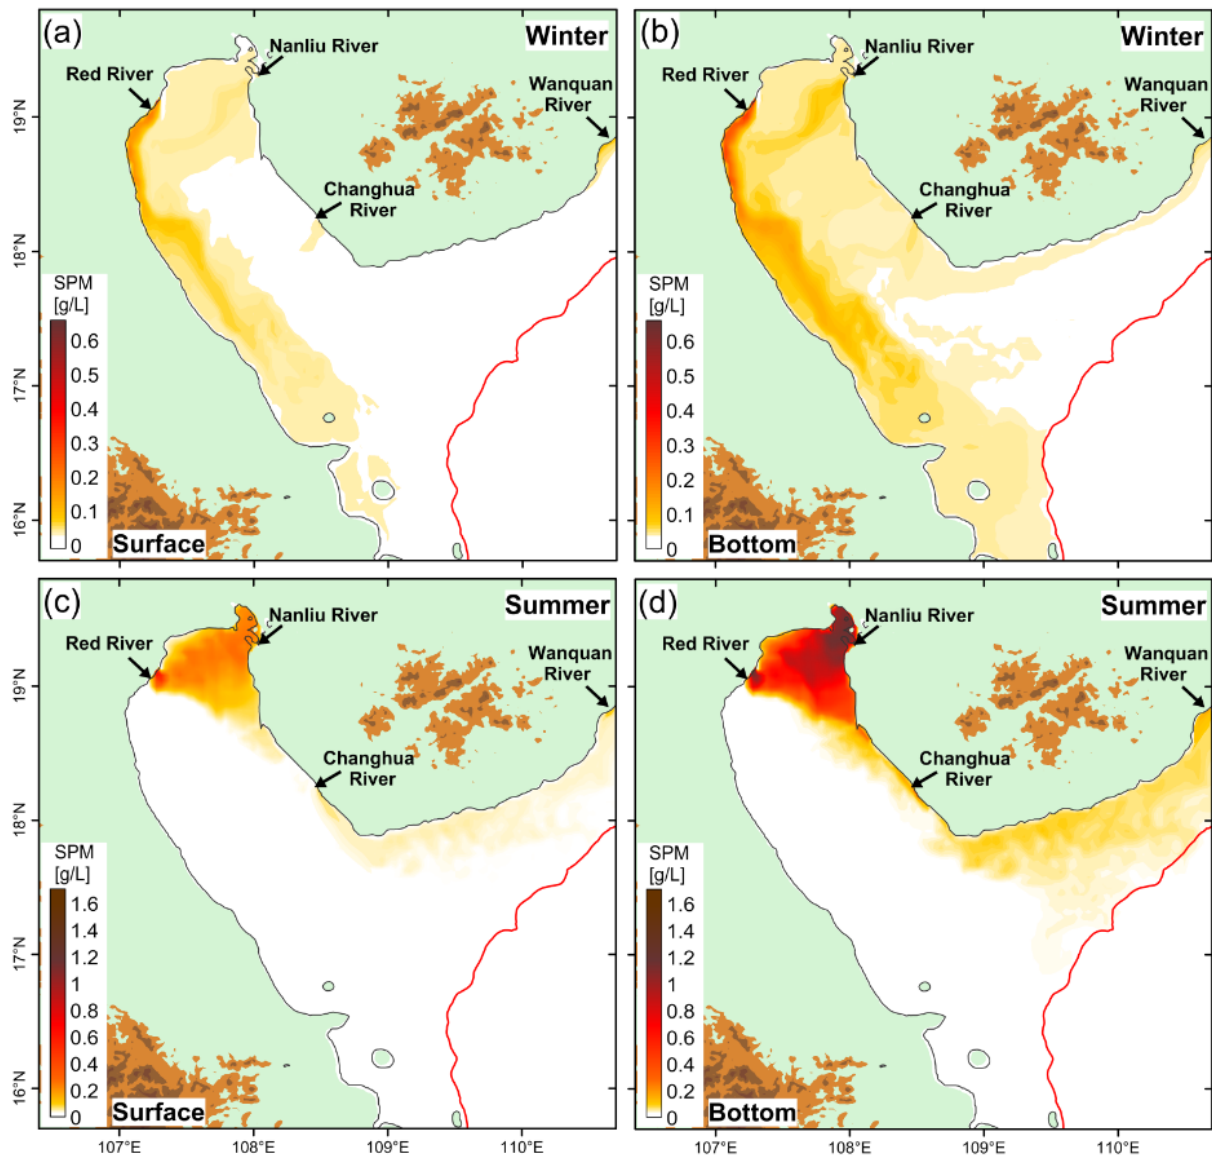 (a)
Winter
Nanliu River
Red River
Wanquan
River
Changhua
River
SPM
[g/L]
0.6
0.5
0.4
0.3
0.2
0.1
0
Surface
19°N
18°N
17°N
16°N
(b)
Winter
Nanliu River
Red River
Wanquan
River
Changhua
River
SPM
[g/L]
0.6
0.5
0.4
0.3
0.2
0.1
0
Bottom
(c)
Summer
Nanliu River
Red River
Wanquan
River
Changhua
River
SPM
[g/L]
1.6
1.4
1.2
1
0.8
0.6
0.4
0.2
0
Surface
19°N
18°N
17°N
16°N
107°E
108°E
109°E
110°E
(d)
Summer
Nanliu River
Red River
Wanquan
River
Changhua
River
SPM
[g/L]
1.6
1.4
1.2
1
0.8
0.6
0.4
0.2
0
Bottom
107°E
108°E
109°E
110°E